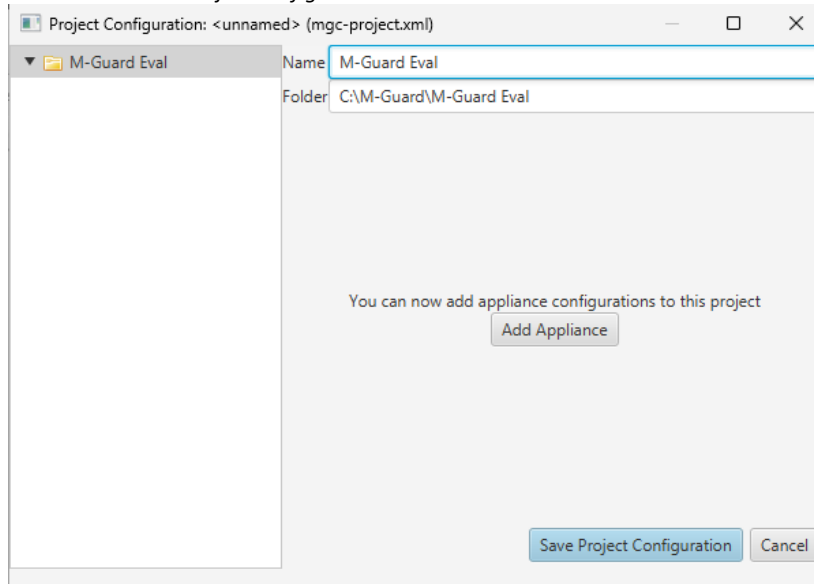 Project Configuration: <unnamed> (mgc-project.xml)
M-Guard Eval
Name M-Guard Eval
Folder C:\M-Guard\M-Guard Eval
You can now add appliance configurations to this project
Add Appliance
Save Project Configuration Cancel